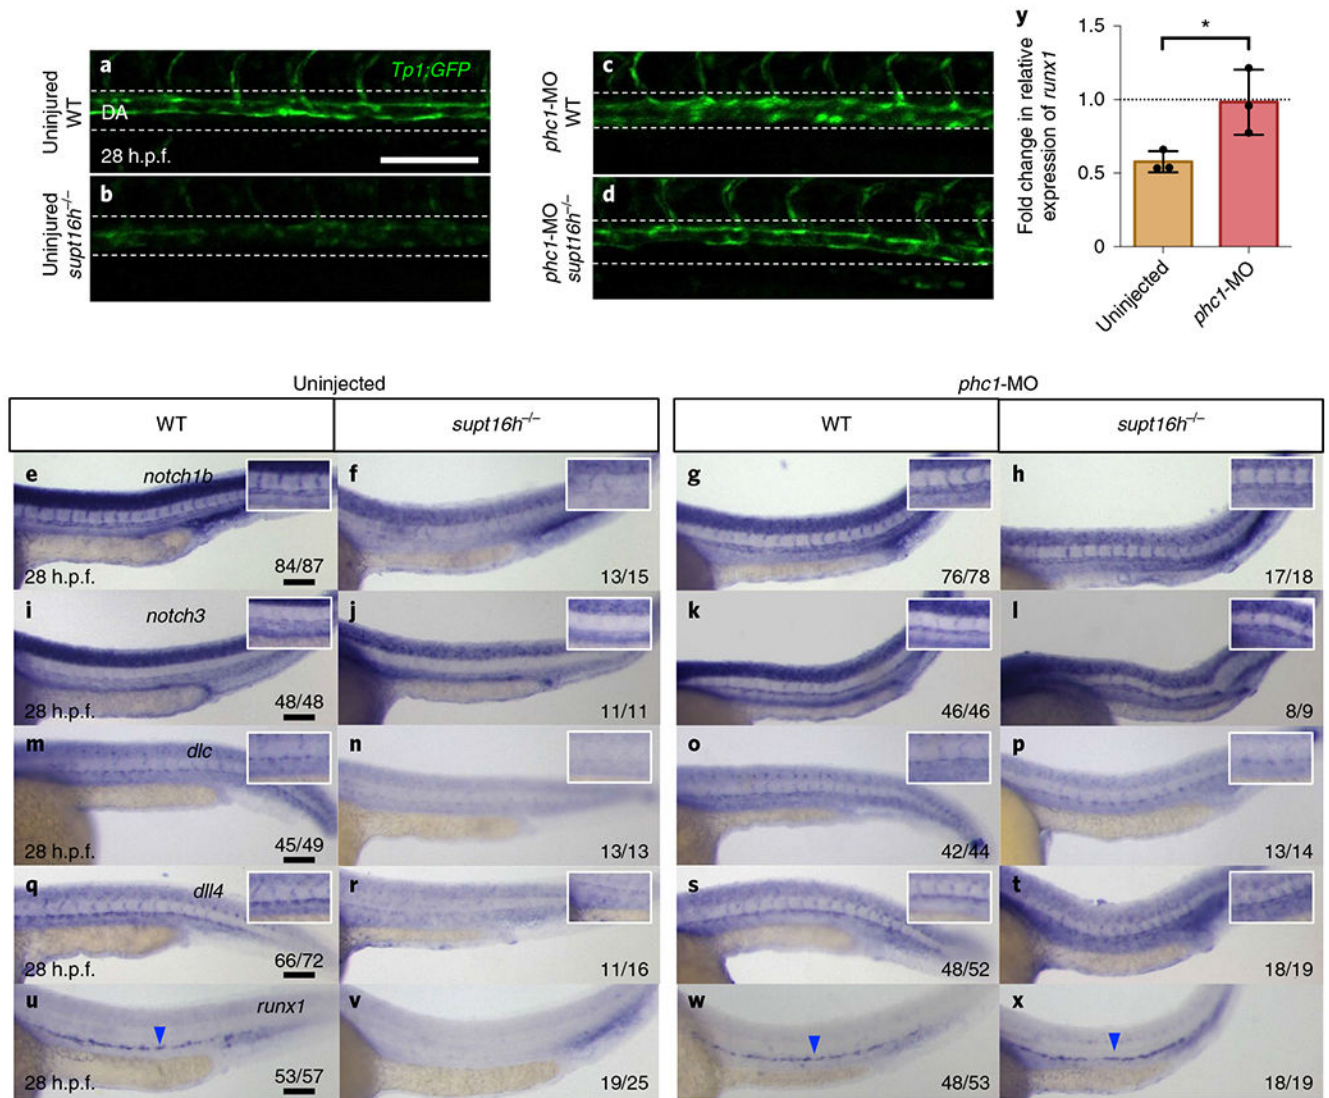 a
Tp1:GFP
DA
28 h.p.f.
Uninjured
WT
b
Uninjured
supt16h–/–
c
phc1-MO
WT
d
phc1-MO
supt16h–/–
y
Fold change in relative
expression of runx1
1.5
1.0
0.5
0
*
Uninjected
phc1-MO
Uninjected
phc1-MO
WT
supt16h–/–
WT
supt16h–/–
e
notch1b
28 h.p.f.
84/87
f
13/15
g
76/78
h
17/18
i
notch3
28 h.p.f.
48/48
j
11/11
k
46/46
l
8/9
m
dlc
28 h.p.f.
45/49
n
13/13
o
42/44
p
13/14
q
dll4
28 h.p.f.
66/72
r
11/16
s
48/52
t
18/19
u
runx1
28 h.p.f.
53/57
v
19/25
w
48/53
x
18/19